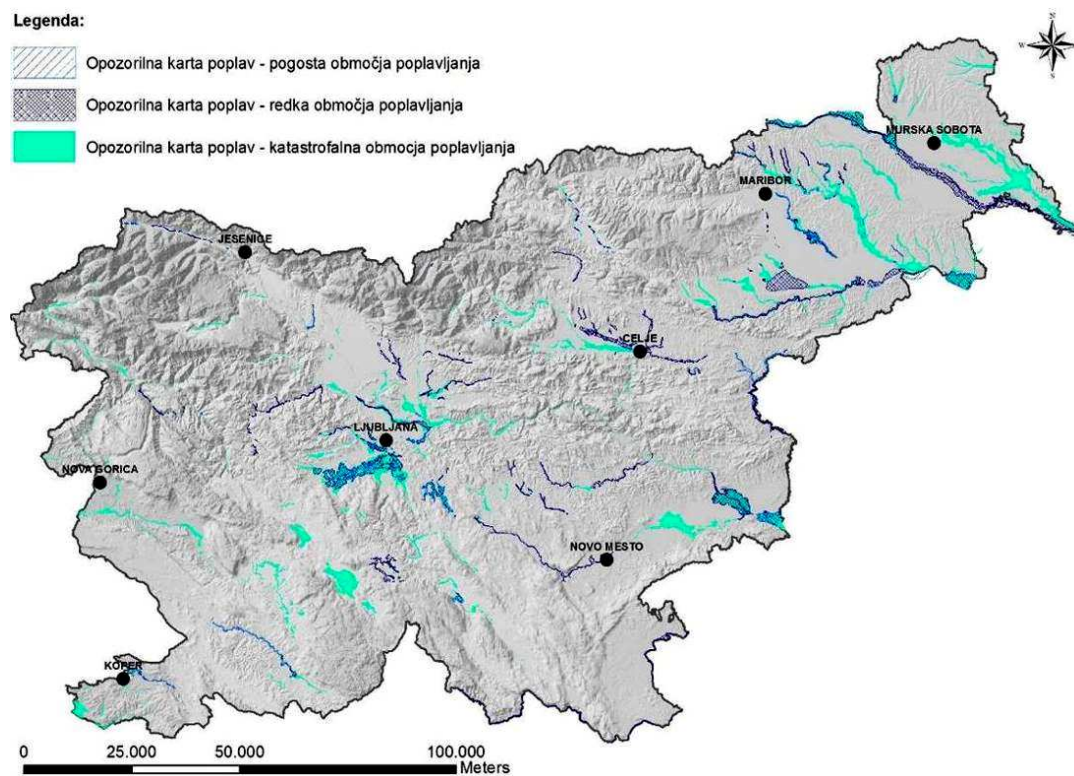 Legenda:
Opozorilna karta poplav - pogosta območja poplavljanja
Opozorilna karta poplav - redka območja poplavljanja
Opozorilna karta poplav - katastrofalna obmocja poplavljanja
N
W
E
S
MURSKA SOBOTA
MARIBOR
JESENICE
CELJE
LJUBLJANA
NOVA GORICA
NOVO MESTO
KOPER
0 25.000 50.000 100.000
Meters